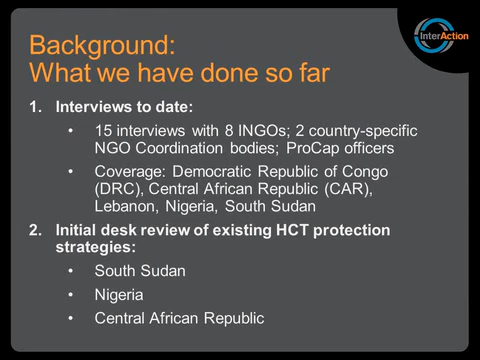 InterAction
Background:
What we have done so far
1. Interviews to date:
• 15 interviews with 8 INGOs; 2 country-specific
NGO Coordination bodies; ProCap officers
• Coverage: Democratic Republic of Congo
(DRC), Central African Republic (CAR),
Lebanon, Nigeria, South Sudan
2. Initial desk review of existing HCT protection
strategies:
• South Sudan
• Nigeria
• Central African Republic